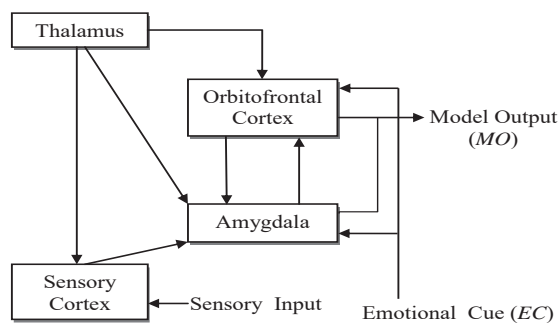 Thalamus
Orbitofrontal
Cortex
Model Output
(MO)
Amygdala
Sensory
Cortex
Sensory Input
Emotional Cue (EC)